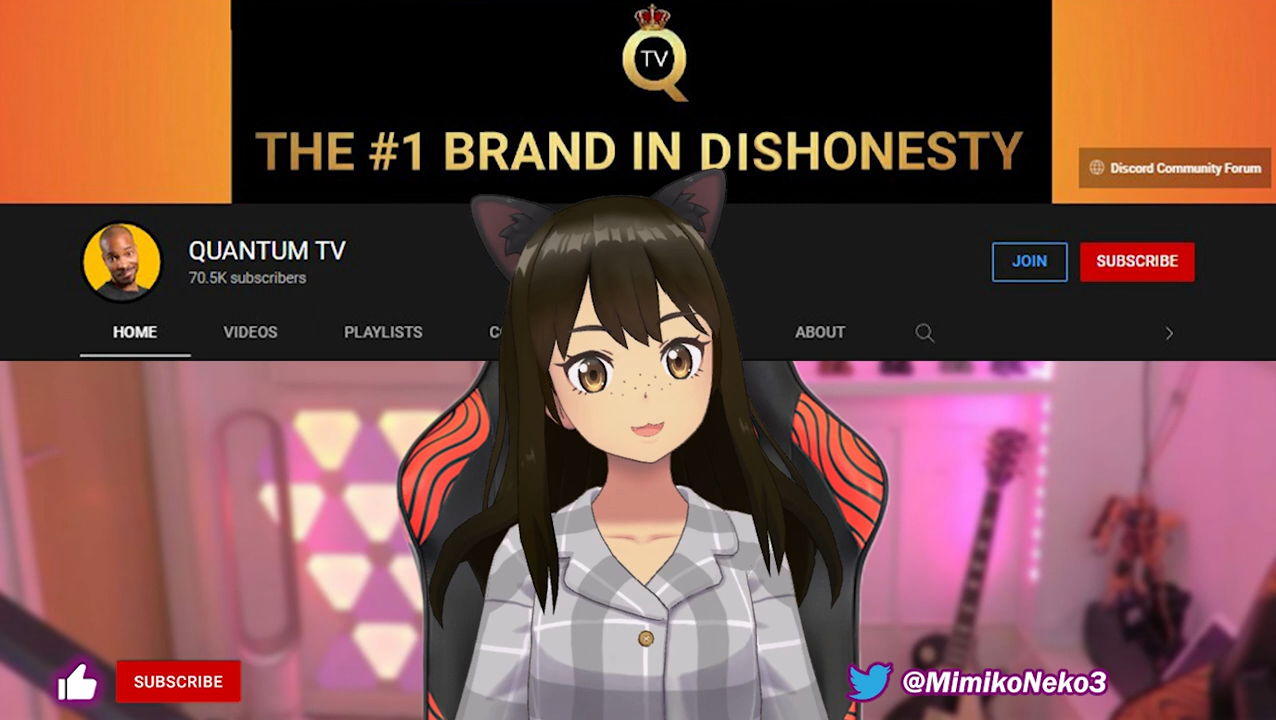 TV
THE #1 BRAND IN DISHONESTY
Discord Community Forum
QUANTUM TV
70.5K subscribers
JOIN
SUBSCRIBE
HOME
VIDEOS
PLAYLISTS
ABOUT
SUBSCRIBE
@MimikoNeko3